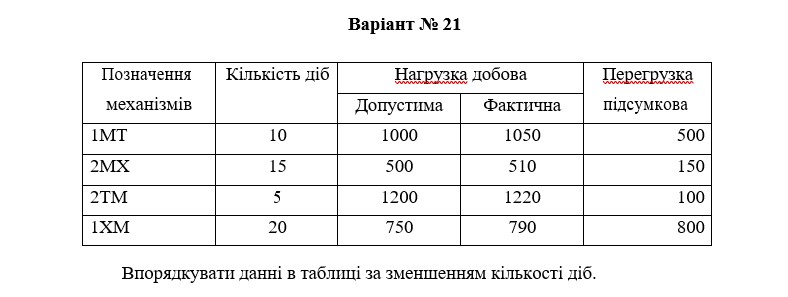 Варіант № 21
Позначення механізмів Кількість діб Нагрузка добова Перегрузка підсумкова
Допустима Фактична
1МТ 10 1000 1050 500
2МХ 15 500 510 150
2ТМ 5 1200 1220 100
1ХМ 20 750 790 800
Впорядкувати данні в таблиці за зменшенням кількості діб.